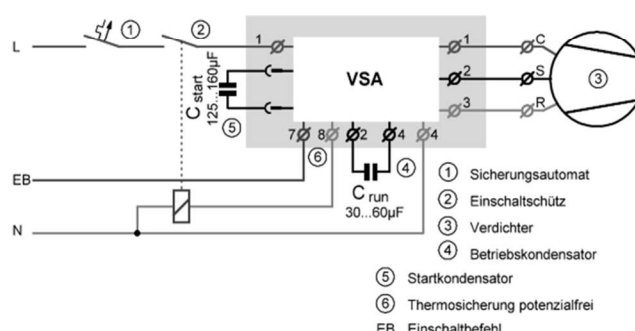 L
①
②
1
VSA
1
C
2
S
③
3
R
C start
125...160µF
⑤
7
8
⑥
2
4
④
4
EB
C run
30...60µF
N
① Sicherungsautomat
② Einschaltschütz
③ Verdichter
④ Betriebskondensator
⑤ Startkondensator
⑥ Thermosicherung potenzialfrei
EB Einschaltbefehl